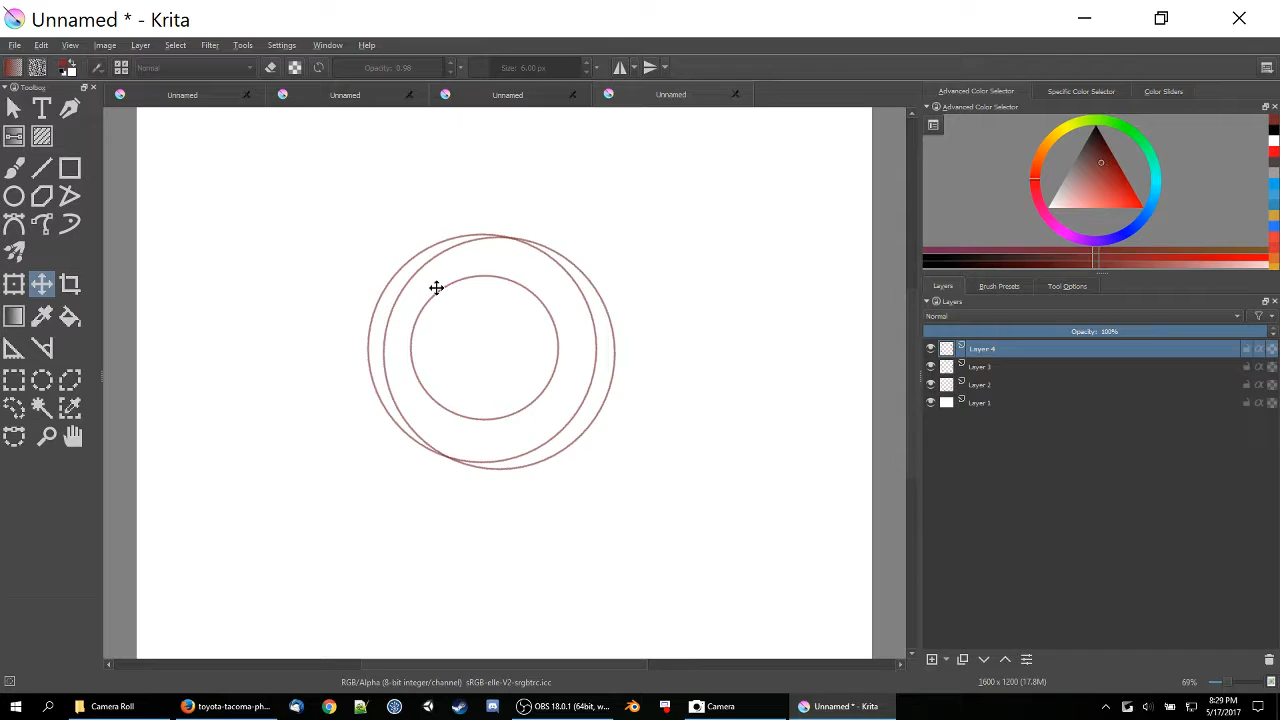 Unnamed * - Krita
File Edit View Image Layer Select Filter Tools Settings Window Help
Normal Opacity: 0.98 Size: 6.00 px
Toolbox Unnamed Unnamed Unnamed Unnamed
Advanced Color Selector Specific Color Selector Color Sliders
Advanced Color Selector
Layers Brush Presets Tool Options
Layers
Normal
Opacity: 100%
Layer 4
Layer 3
Layer 2
Layer 1
RGB/Alpha (8-bit integer/channel) sRGB-elle-V2-srgbtrc.icc 1600 x 1200 (17.8M) 69%
Camera Roll toyota-tacoma-ph... OBS 18.0.1 (64bit, w... Camera Unnamed * - Krita 8:29 PM
5/17/2017